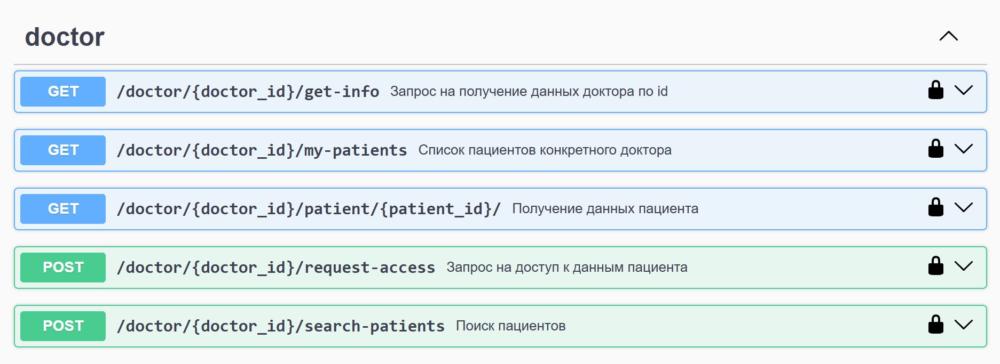 doctor
GET /doctor/{doctor_id}/get-info Запрос на получение данных доктора по id
GET /doctor/{doctor_id}/my-patients Список пациентов конкретного доктора
GET /doctor/{doctor_id}/patient/{patient_id}/ Получение данных пациента
POST /doctor/{doctor_id}/request-access Запрос на доступ к данным пациента
POST /doctor/{doctor_id}/search-patients Поиск пациентов